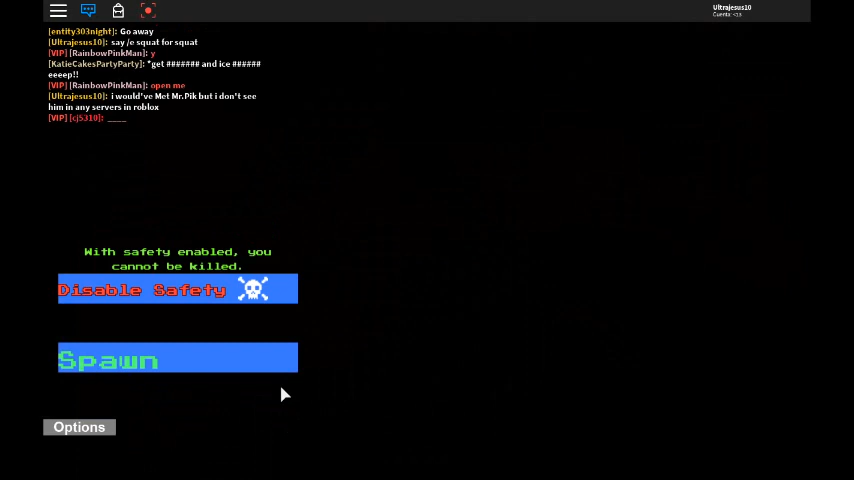 Ultrajesus10
Cuenta: <13
[entity303night]: Go away
[Ultrajesus10]: say /e squat for squat
[VIP] [RainbowPinkMan]: y
[KatieCakesPartyParty]: *get ####### and ice ######
eeeep!!
[VIP] [RainbowPinkMan]: open me
[Ultrajesus10]: i would've Met Mr.Pik but i don't see
him in any servers in roblox
[VIP] [cj5310]: ____
With safety enabled, you
cannot be killed.
Disable Safety
Spawn
Options